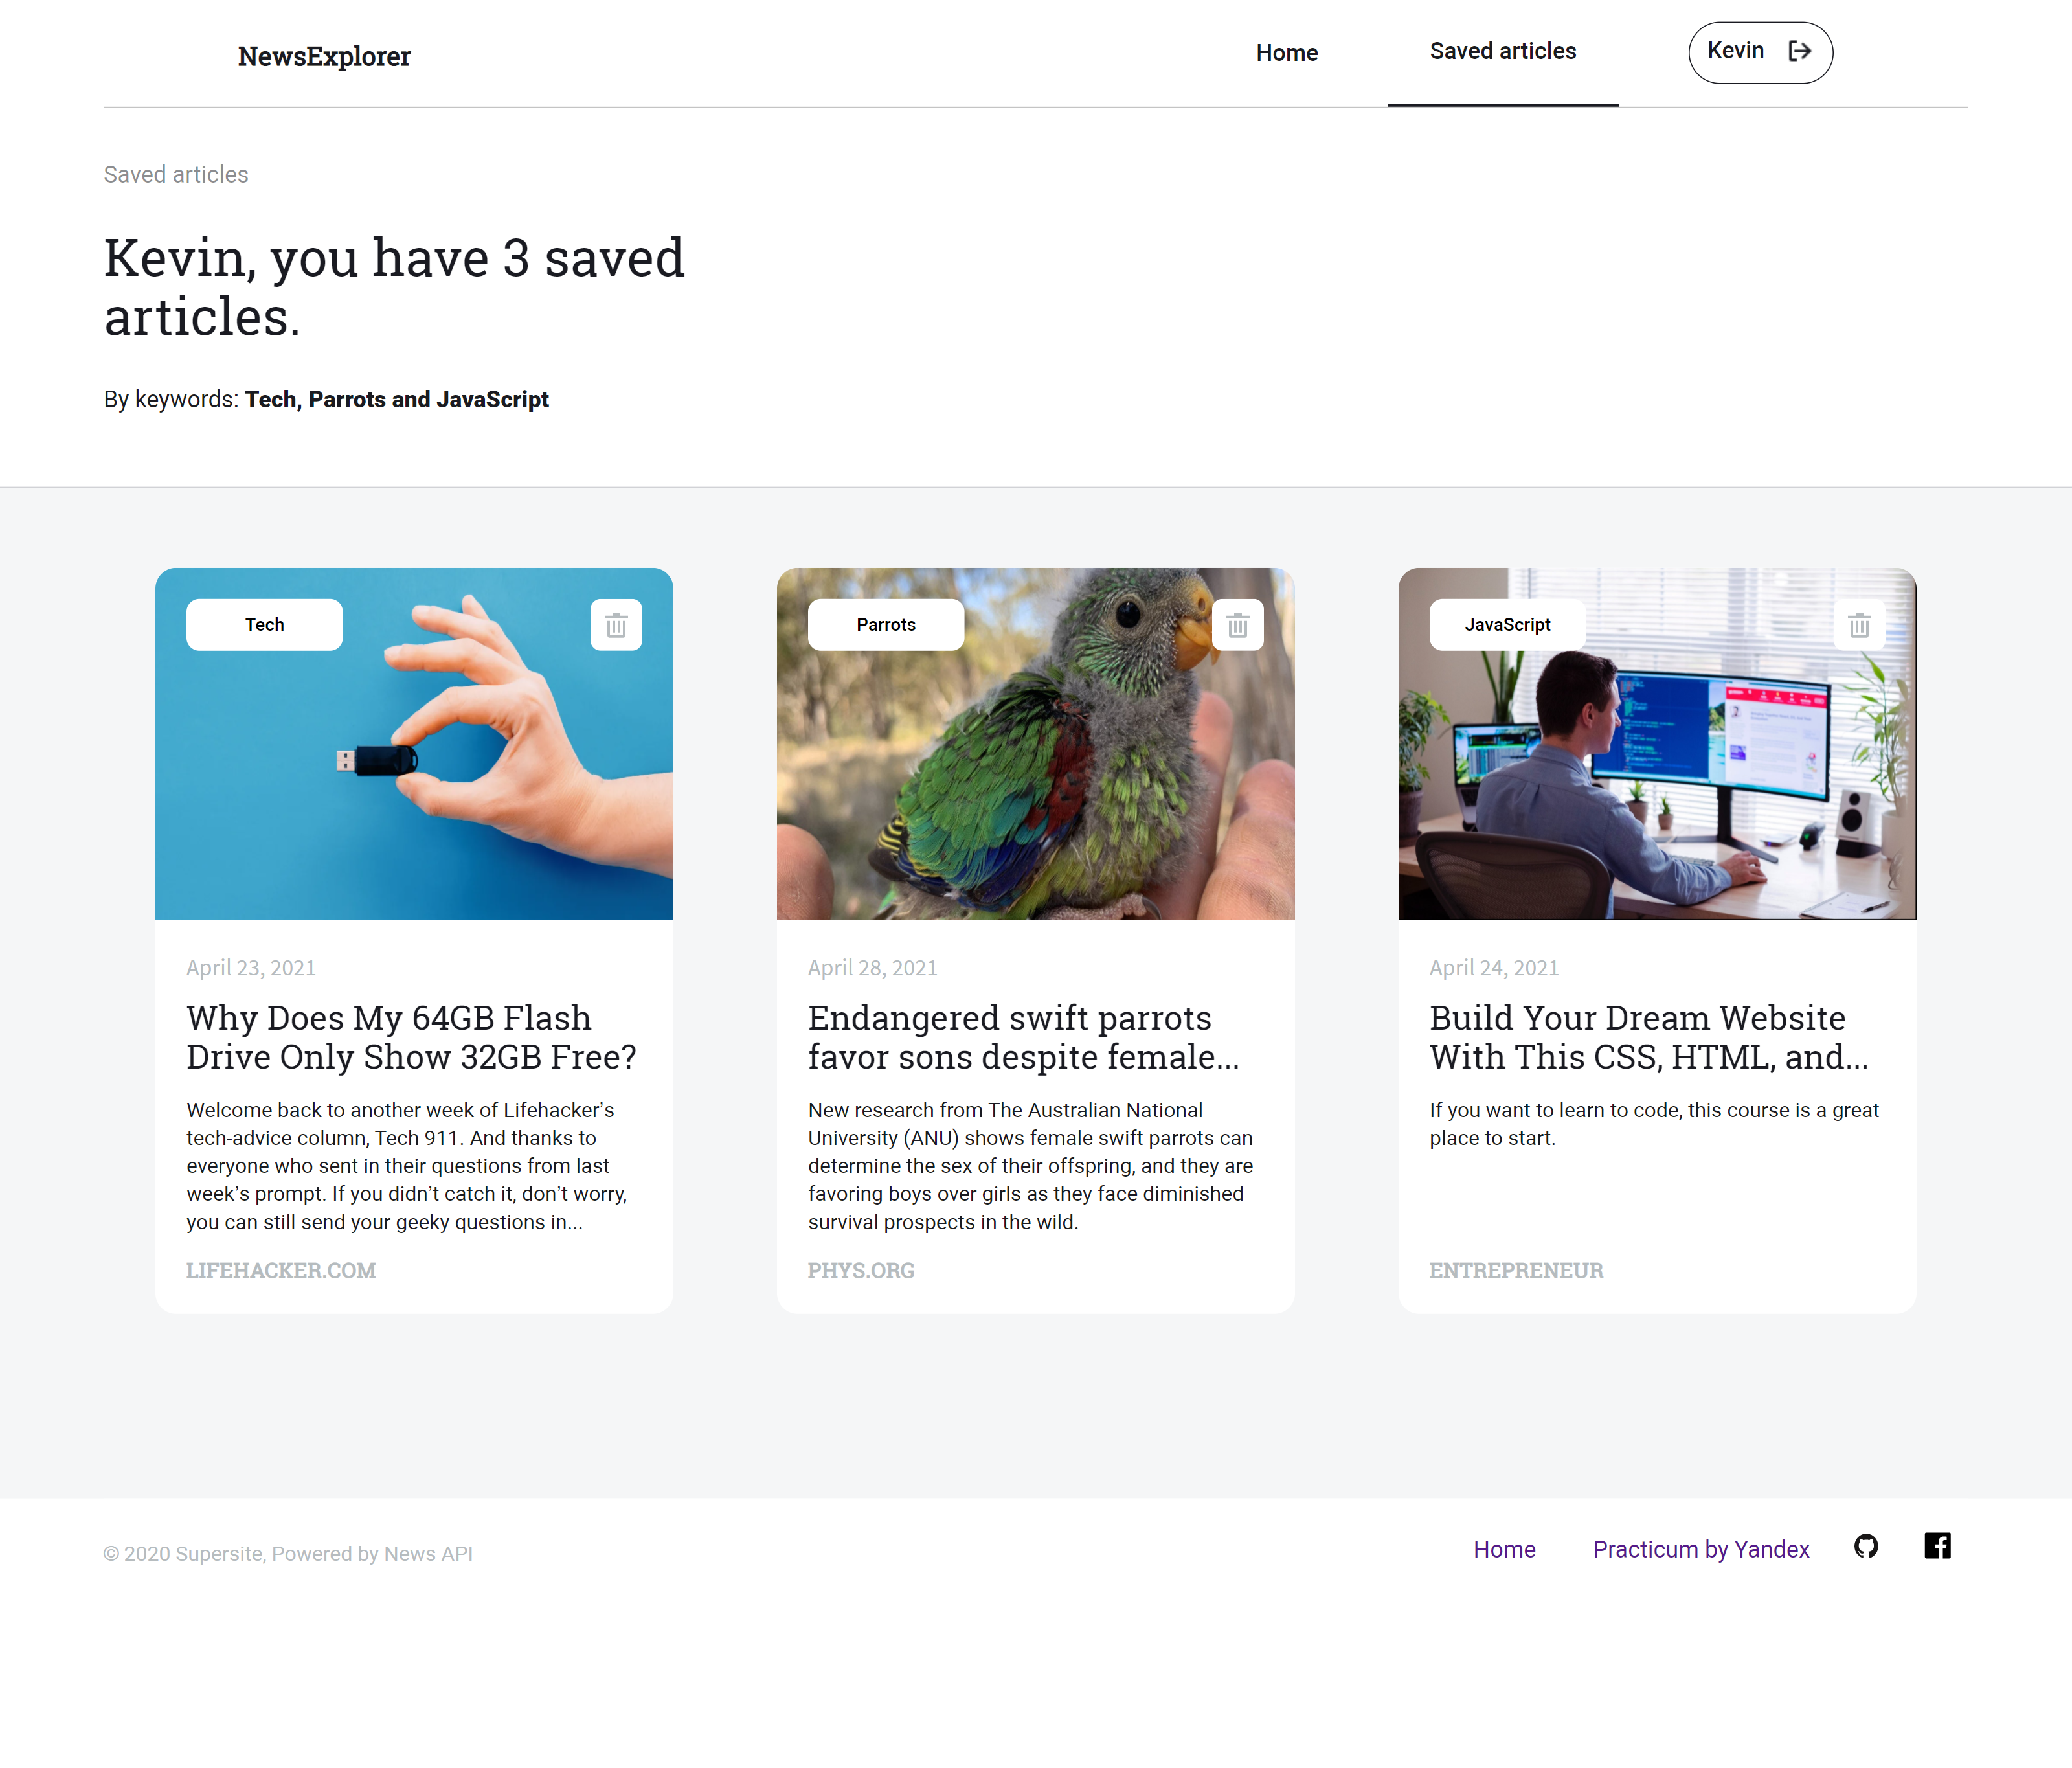 NewsExplorer
Home
Saved articles
Kevin
Saved articles
Kevin, you have 3 saved
articles.
By keywords: Tech, Parrots and JavaScript
Tech
April 23, 2021
Why Does My 64GB Flash
Drive Only Show 32GB Free?
Welcome back to another week of Lifehacker’s
tech-advice column, Tech 911. And thanks to
everyone who sent in their questions from last
week’s prompt. If you didn’t catch it, don’t worry,
you can still send your geeky questions in...
LIFEHACKER.COM
Parrots
April 28, 2021
Endangered swift parrots
favor sons despite female...
New research from The Australian National
University (ANU) shows female swift parrots can
determine the sex of their offspring, and they are
favoring boys over girls as they face diminished
survival prospects in the wild.
PHYS.ORG
JavaScript
April 24, 2021
Build Your Dream Website
With This CSS, HTML, and...
If you want to learn to code, this course is a great
place to start.
ENTREPRENEUR
© 2020 Supersite, Powered by News API
Home
Practicum by Yandex